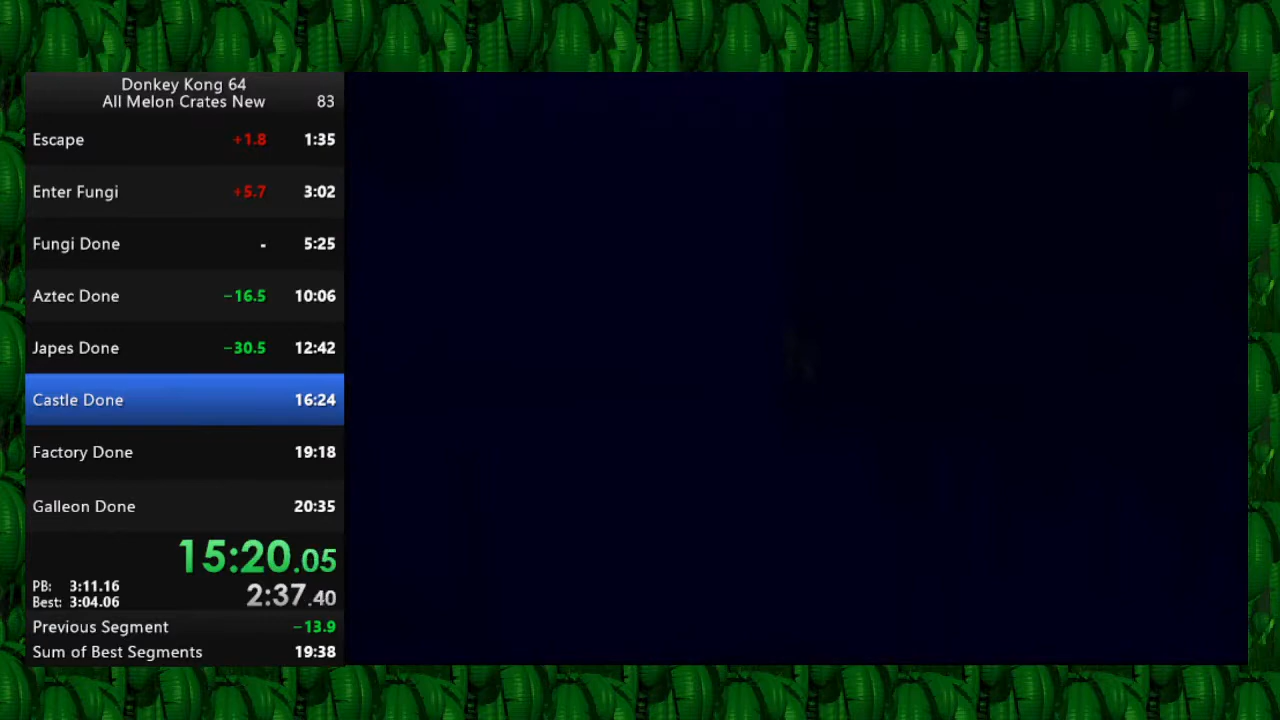 Donkey Kong 64
All Melon Crates New 83
Escape +1.8 1:35
Enter Fungi +5.7 3:02
Fungi Done - 5:25
Aztec Done −16.5 10:06
Japes Done −30.5 12:42
Castle Done 16:24
Factory Done 19:18
Galleon Done 20:35
15:20.05
PB: 3:11.16
Best: 3:04.06
2:37.40
Previous Segment −13.9
Sum of Best Segments 19:38